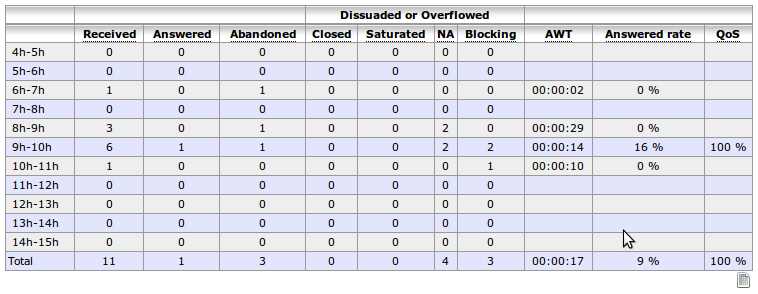 Dissuaded or Overflowed
Received Answered Abandoned Closed Saturated NA Blocking AWT Answered rate QoS
4h-5h 0 0 0 0 0 0 0
5h-6h 0 0 0 0 0 0 0
6h-7h 1 0 1 0 0 0 0 00:00:02 0 %
7h-8h 0 0 0 0 0 0 0
8h-9h 3 0 1 0 0 2 0 00:00:29 0 %
9h-10h 6 1 1 0 0 2 2 00:00:14 16 % 100 %
10h-11h 1 0 0 0 0 0 1 00:00:10 0 %
11h-12h 0 0 0 0 0 0 0
12h-13h 0 0 0 0 0 0 0
13h-14h 0 0 0 0 0 0 0
14h-15h 0 0 0 0 0 0 0
Total 11 1 3 0 0 4 3 00:00:17 9 % 100 %